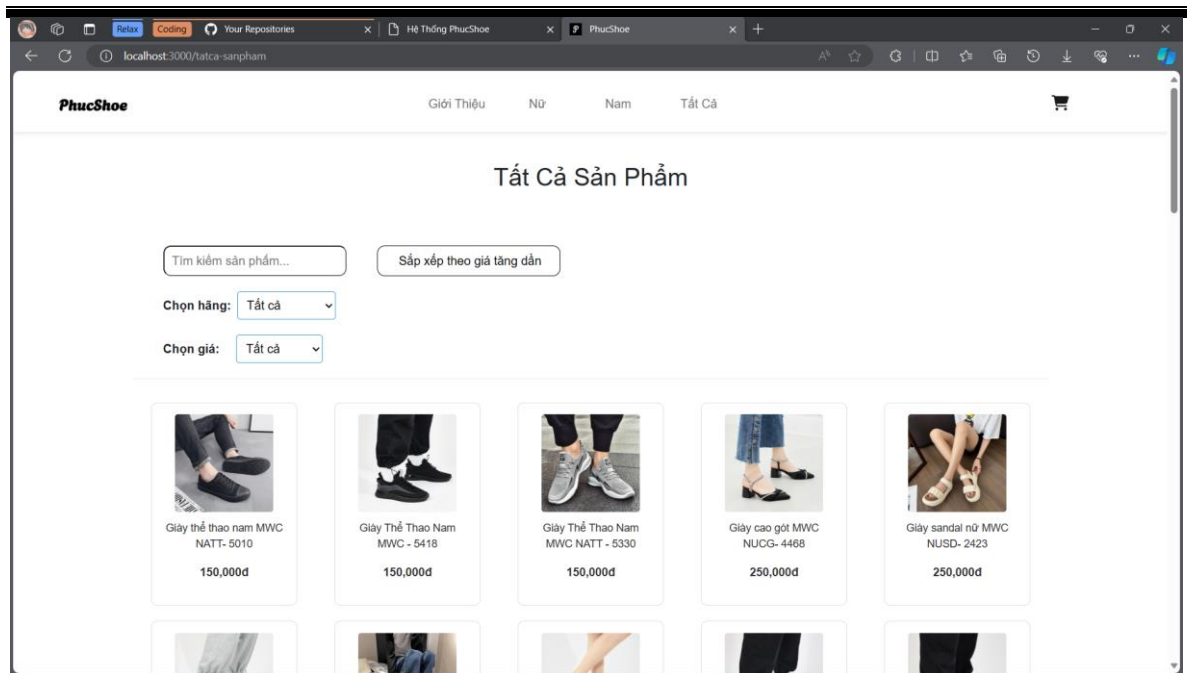 Relax
Coding
Your Repositories
Hệ Thống PhucShoe
PhucShoe
localhost:3000/tatca-sanpham
PhucShoe
Giới Thiệu
Nữ
Nam
Tất Cả
Tất Cả Sản Phẩm
Tìm kiếm sản phẩm...
Sắp xếp theo giá tăng dần
Chọn hãng:
Tất cả
Chọn giá:
Tất cả
Giày thể thao nam MWC
NATT- 5010
150,000đ
Giày Thể Thao Nam
MWC - 5418
150,000đ
Giày Thể Thao Nam
MWC NATT - 5330
150,000đ
Giày cao gót MWC
NUCG- 4468
250,000đ
Giày sandal nữ MWC
NUSD- 2423
250,000đ